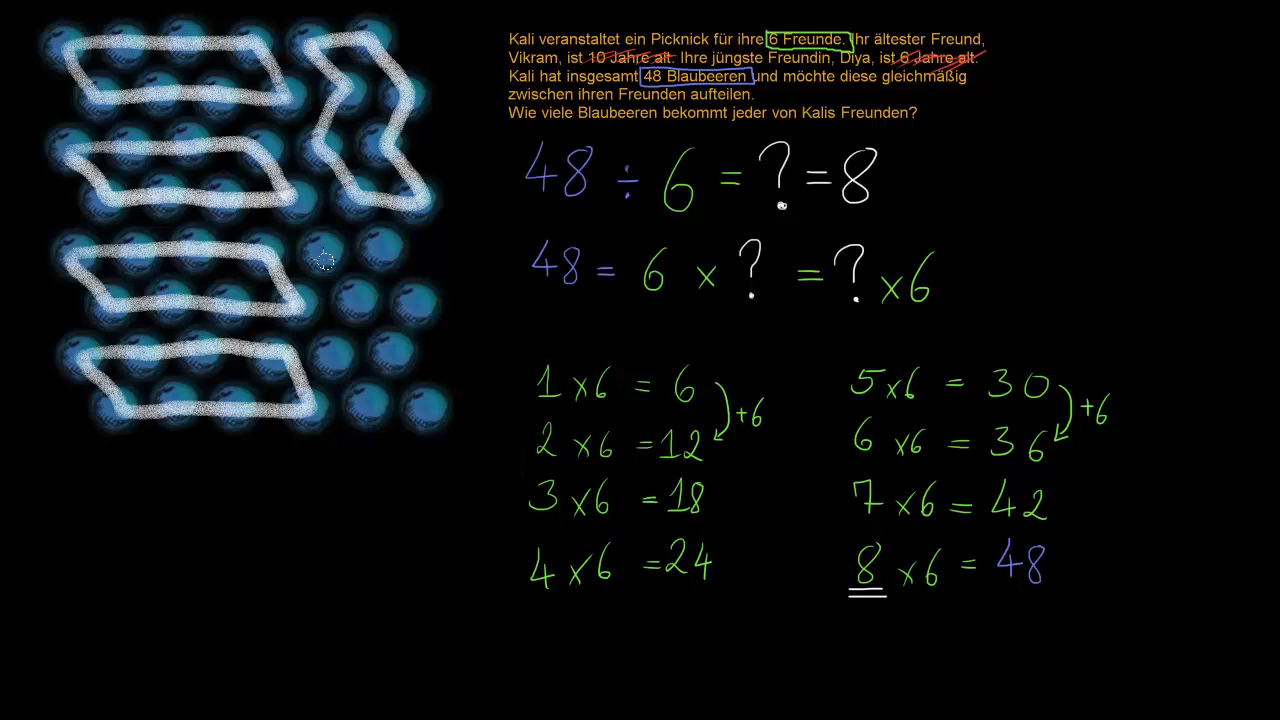 Kali veranstaltet ein Picknick für ihre 6 Freunde. Ihr ältester Freund,
Vikram, ist 10 Jahre alt. Ihre jüngste Freundin, Diya, ist 6 Jahre alt.
Kali hat insgesamt 48 Blaubeeren und möchte diese gleichmäßig
zwischen ihren Freunden aufteilen.
Wie viele Blaubeeren bekommt jeder von Kalis Freunden?
48 ÷ 6 = ? = 8
48 = 6 × ? = ? × 6
1 × 6 = 6
+6
2 × 6 = 12
3 × 6 = 18
4 × 6 = 24
5 × 6 = 30
+6
6 × 6 = 36
7 × 6 = 42
8 × 6 = 48